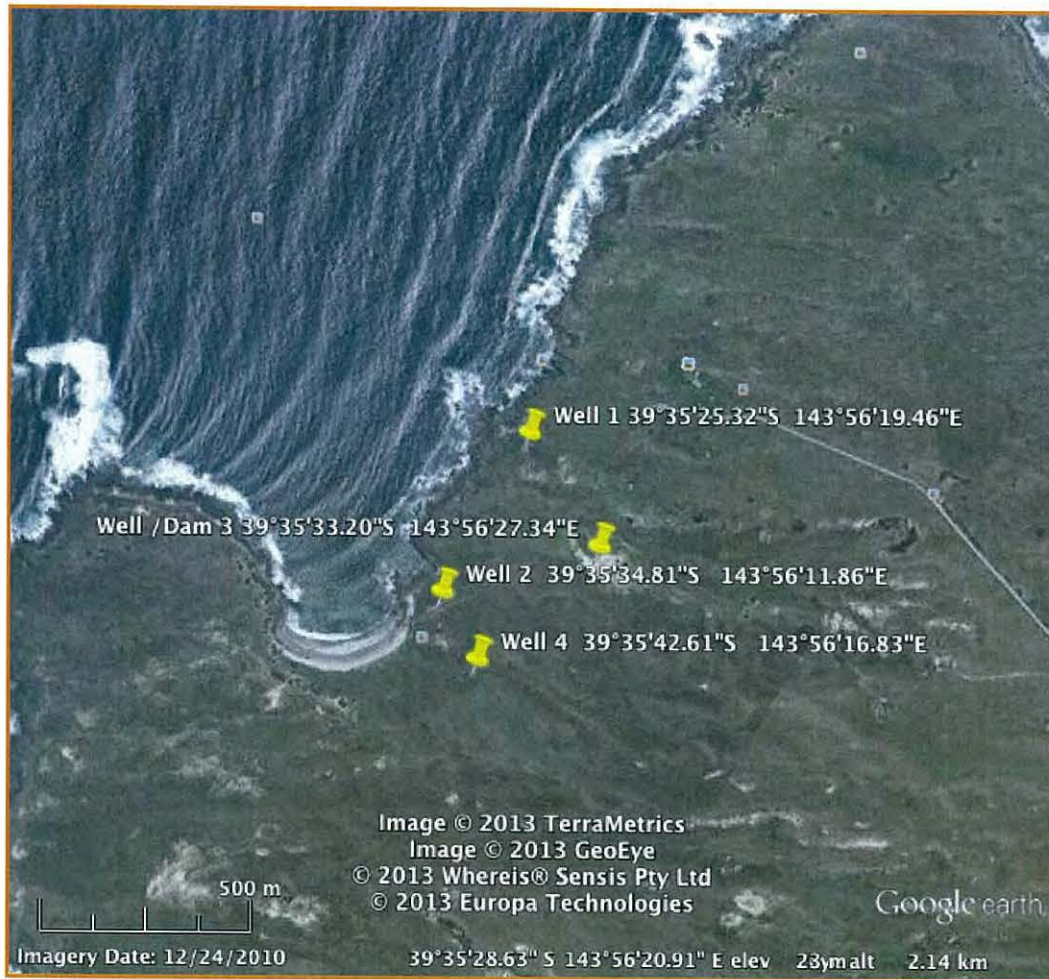 Well 1 39°35'25.32"S 143°56'19.46"E
Well /Dam 3 39°35'33.20"S 143°56'27.34"E
Well 2 39°35'34.81"S 143°56'11.86"E
Well 4 39°35'42.61"S 143°56'16.83"E
Image © 2013 TerraMetrics
Image © 2013 GeoEye
© 2013 Whereis® Sensis Pty Ltd
© 2013 Europa Technologies
500 m
Google earth
Imagery Date: 12/24/2010 39°35'28.63" S 143°56'20.91" E elev alt 2.14 km